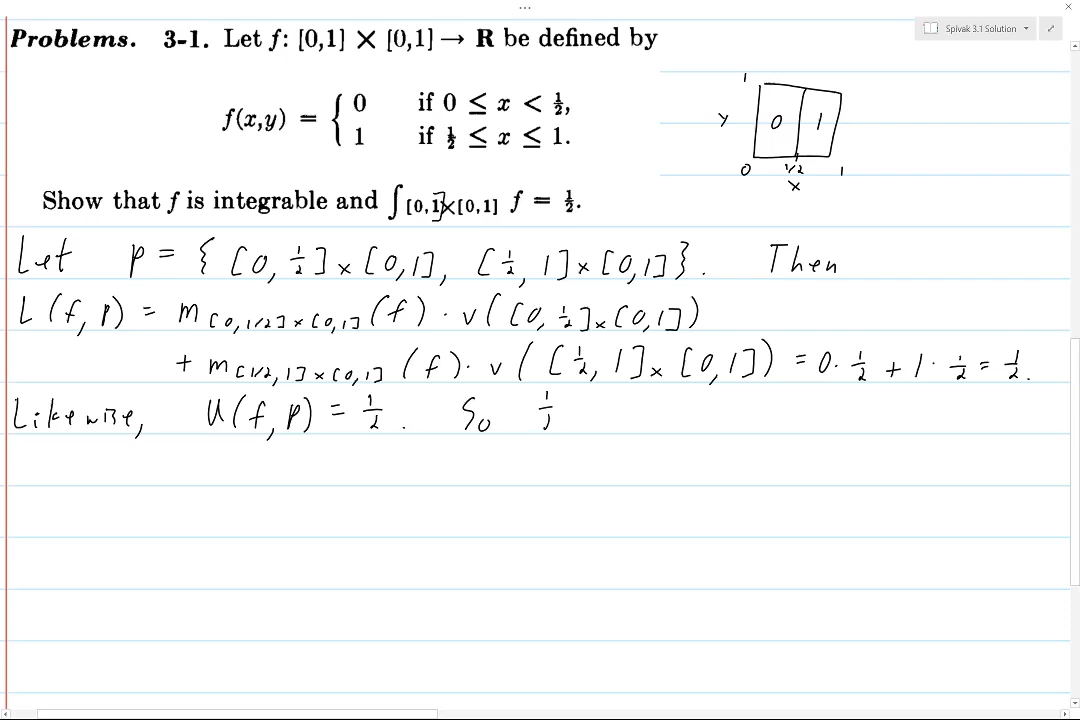 Spivak 3.1 Solution
Problems. 3-1. Let f: [0,1] × [0,1] → R be defined by
f(x,y) = { 0 if 0 ≤ x < ½,
1 if ½ ≤ x ≤ 1.
1
y 0 1
0 1/2 1
x
Show that f is integrable and ∫[0,1]×[0,1] f = ½.
Let P = { [0, ½] × [0,1], [½, 1] × [0,1] }. Then
L(f, P) = m[0,1/2]×[0,1] (f) · v([0, ½] × [0,1])
+ m[1/2,1]×[0,1] (f) · v([½, 1] × [0,1]) = 0·½ + 1·½ = ½.
Likewise, U(f, P) = ½. So